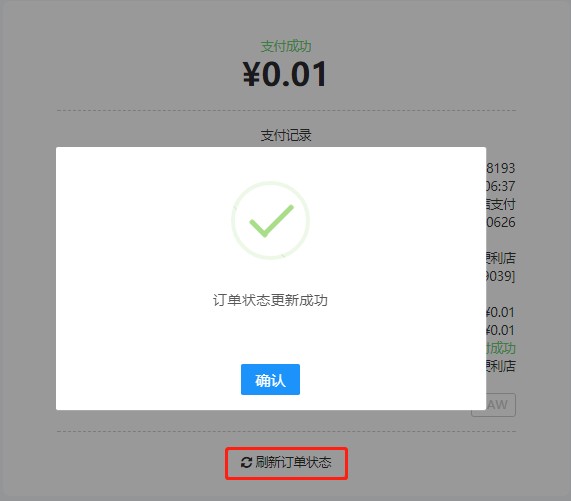 支付成功
¥0.01
支付记录
8193
06:37
信支付
0626
便利店
9039]
¥0.01
¥0.01
付成功
便利店
订单状态更新成功
确认
AW
刷新订单状态